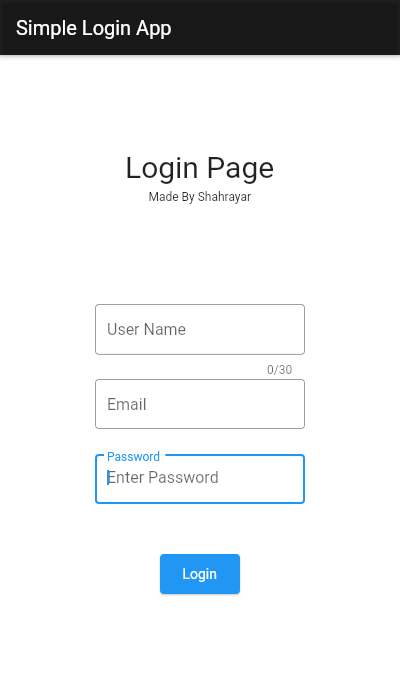 Simple Login App
Login Page
Made By Shahrayar
User Name
0/30
Email
Password
Enter Password
Login